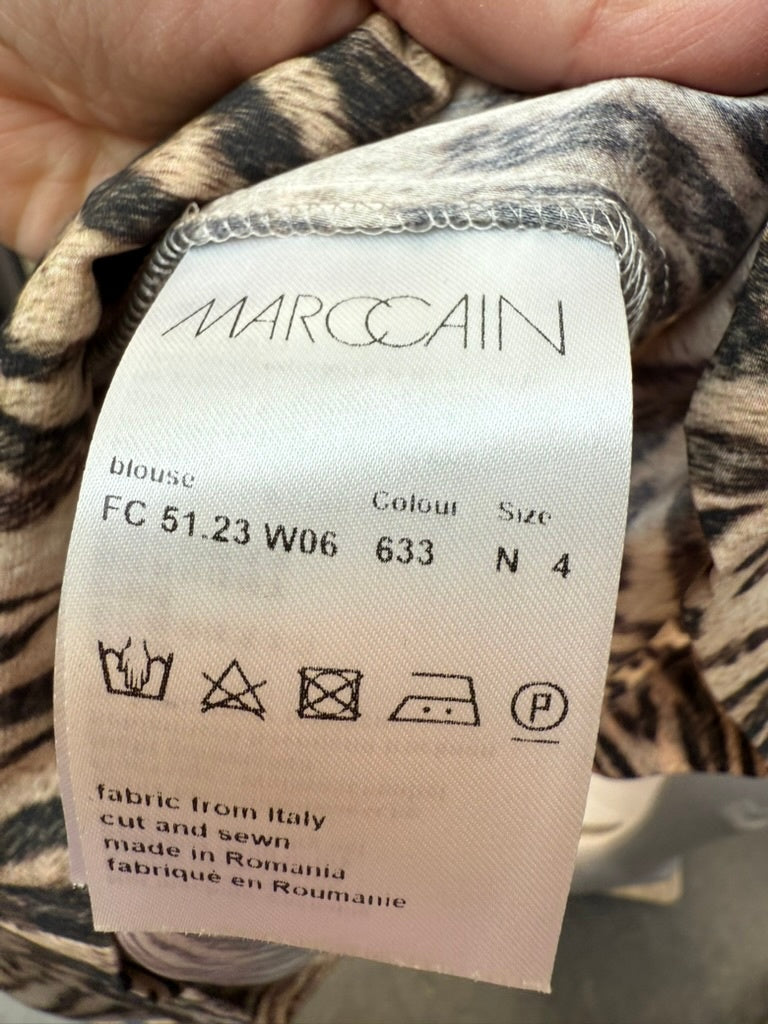 MARCCAIN
blouse
Colour Size
FC 51.23 W06 633 N 4
P
fabric from Italy
cut and sewn
made in Romania
fabriqué en Roumanie